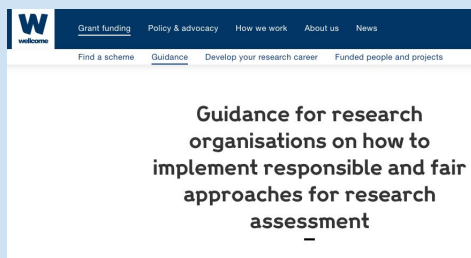 W
wellcome
Grant funding Policy & advocacy How we work About us News
Find a scheme Guidance Develop your research career Funded people and projects
Guidance for research
organisations on how to
implement responsible and fair
approaches for research
assessment